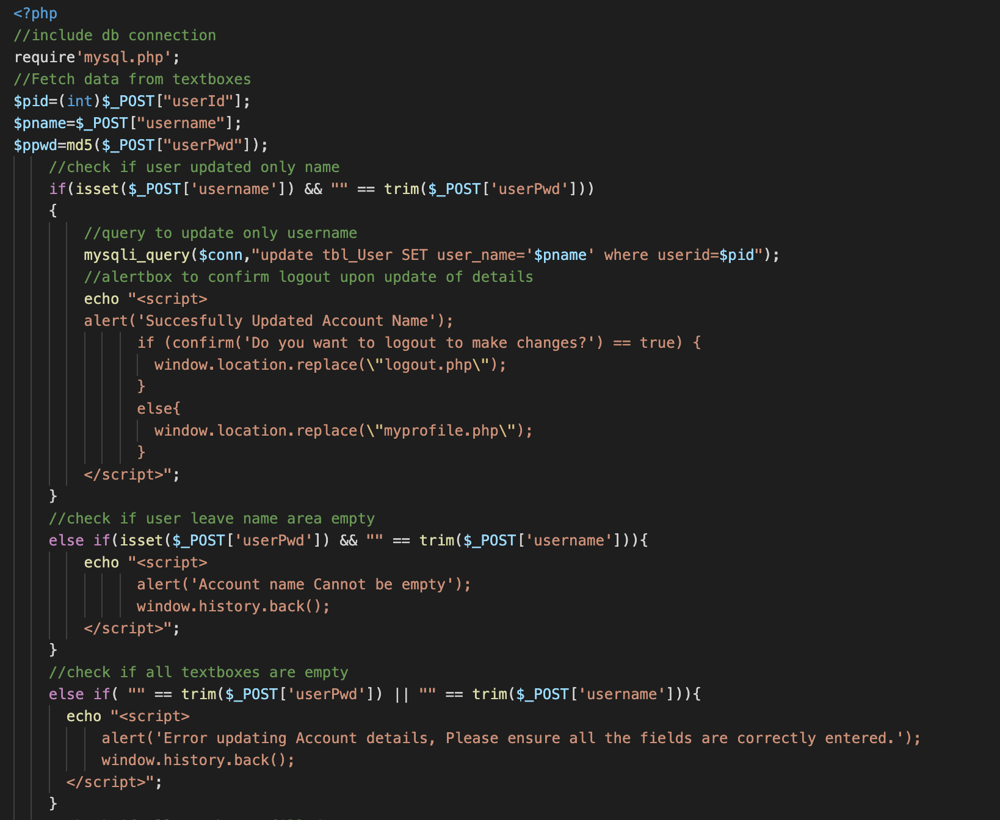 <?php
//include db connection
require'mysql.php';
//Fetch data from textboxes
$pid=(int)$_POST["userId"];
$pname=$_POST["username"];
$ppwd=md5($_POST["userPwd"]);
//check if user updated only name
if(isset($_POST['username']) && "" == trim($_POST['userPwd']))
{
//query to update only username
mysqli_query($conn,"update tbl_User SET user_name='$pname' where userid=$pid");
//alertbox to confirm logout upon update of details
echo "<script>
alert('Succesfully Updated Account Name');
if (confirm('Do you want to logout to make changes?') == true) {
window.location.replace(\"logout.php\");
}
else{
window.location.replace(\"myprofile.php\");
}
</script>";
}
//check if user leave name area empty
else if(isset($_POST['userPwd']) && "" == trim($_POST['username'])){
echo "<script>
alert('Account name Cannot be empty');
window.history.back();
</script>";
}
//check if all textboxes are empty
else if( "" == trim($_POST['userPwd']) || "" == trim($_POST['username'])){
echo "<script>
alert('Error updating Account details, Please ensure all the fields are correctly entered.');
window.history.back();
</script>";
}